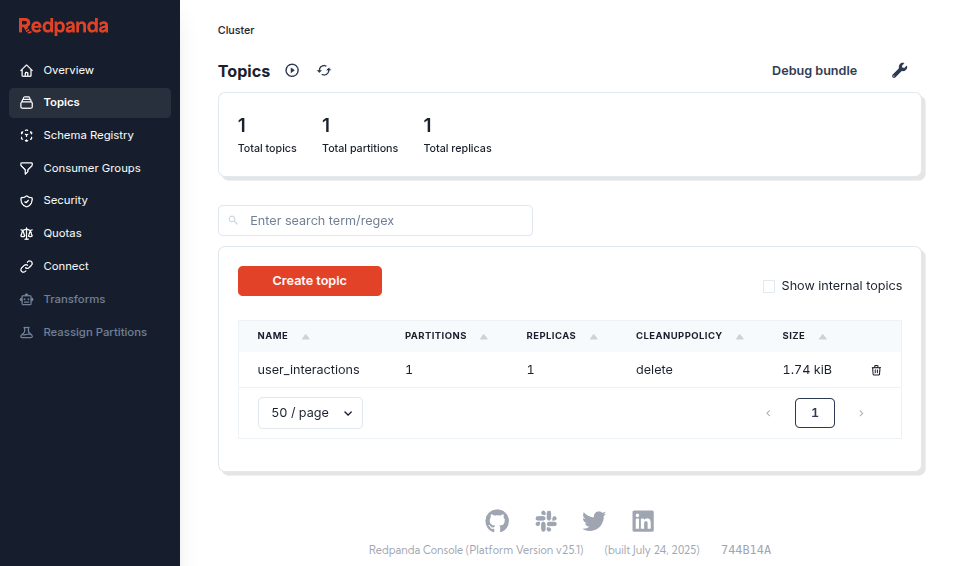 Redpanda
Overview
Topics
Schema Registry
Consumer Groups
Security
Quotas
Connect
Transforms
Reassign Partitions
Cluster
Topics
Debug bundle
1 1 1
Total topics Total partitions Total replicas
Enter search term/regex
Create topic
Show internal topics
NAME PARTITIONS REPLICAS CLEANUPPOLICY SIZE
user_interactions 1 1 delete 1.74 kiB
50 / page 1
Redpanda Console (Platform Version v25.1) (built July 24, 2025) 744B14A